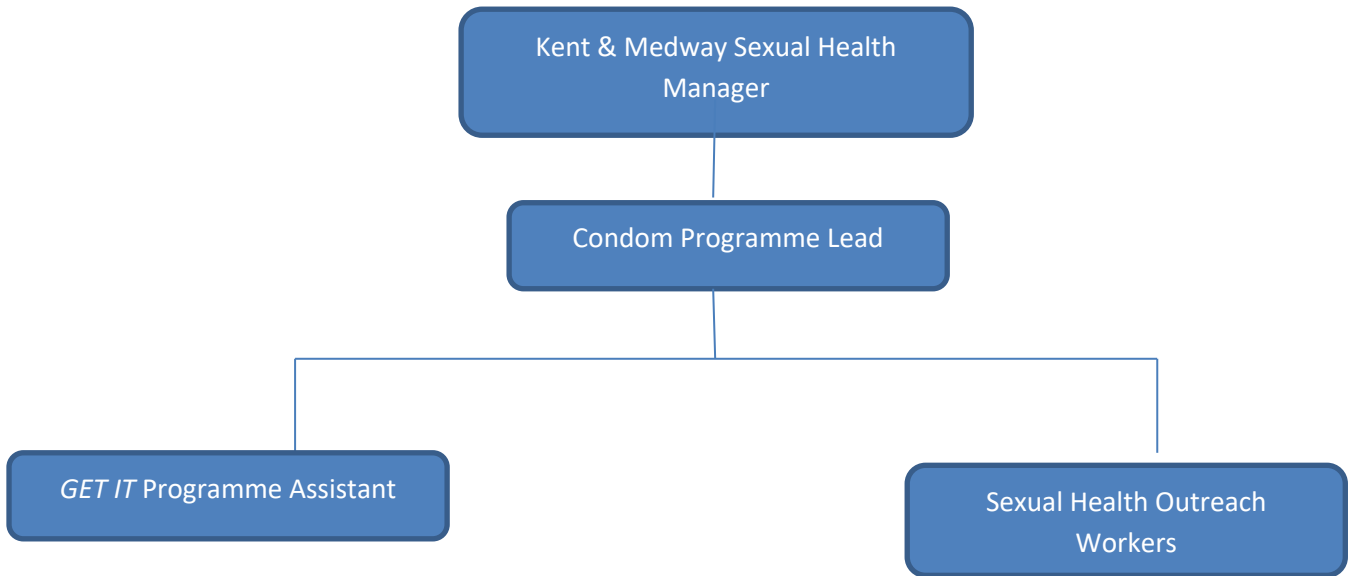 Kent & Medway Sexual Health
Manager
Condom Programme Lead
GET IT Programme Assistant
Sexual Health Outreach
Workers